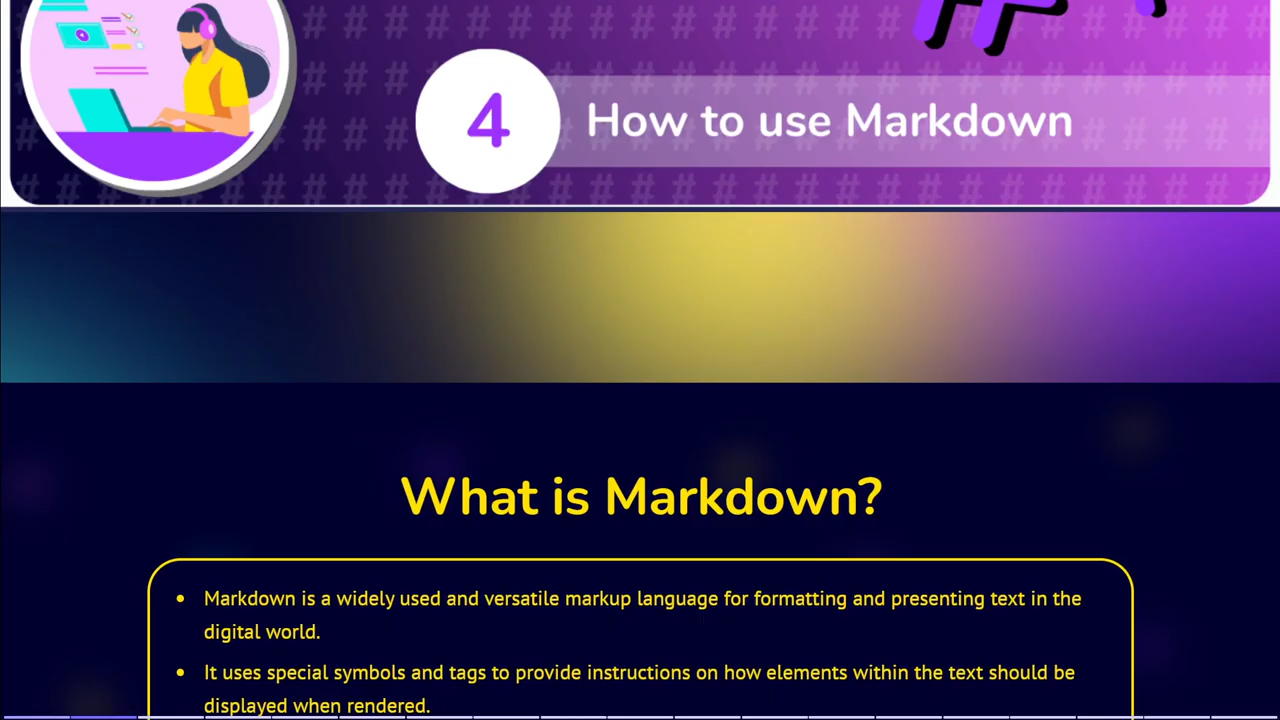 4
How to use Markdown
What is Markdown?
• Markdown is a widely used and versatile markup language for formatting and presenting text in the
digital world.
• It uses special symbols and tags to provide instructions on how elements within the text should be
displayed when rendered.